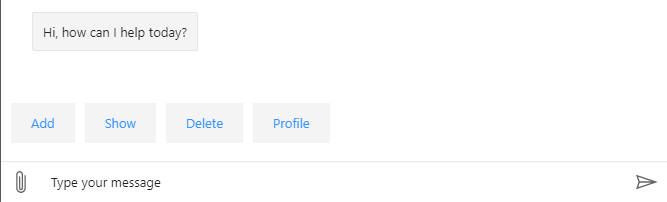 Hi, how can I help today?
Add Show Delete Profile
Type your message